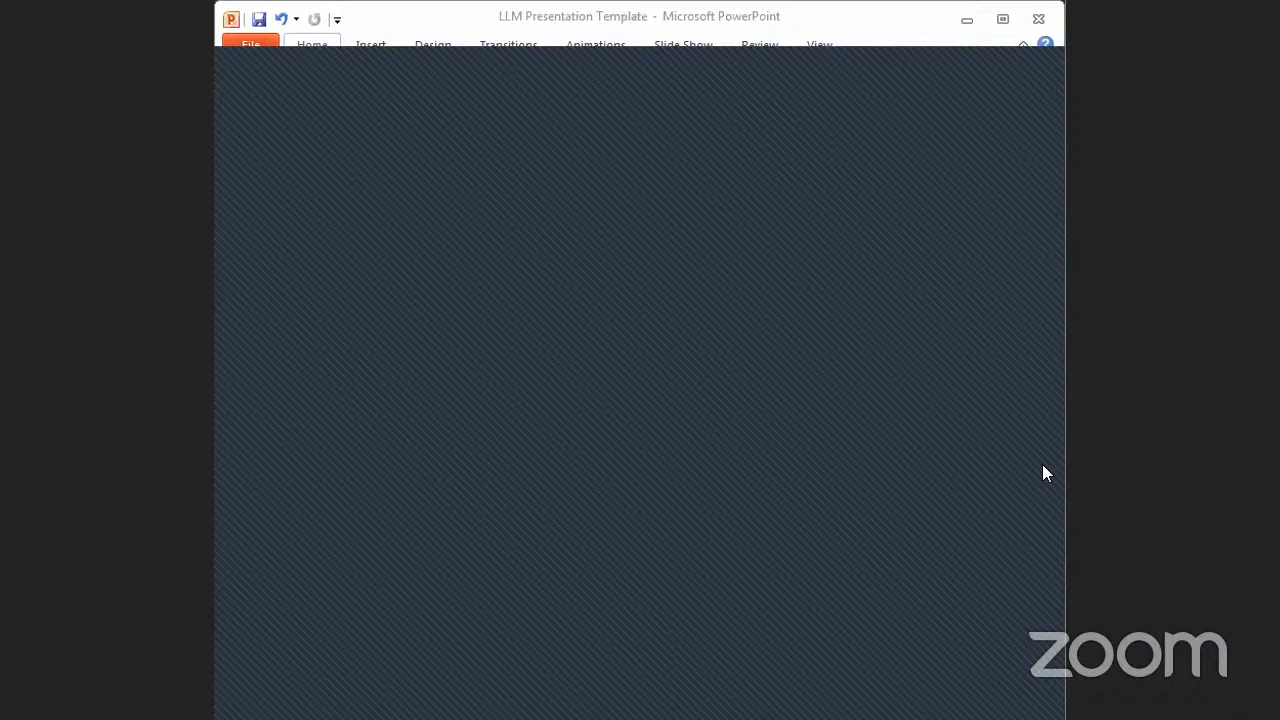 LLM Presentation Template - Microsoft PowerPoint
File Home Insert Design Transitions Animations Slide Show Review View
zoom